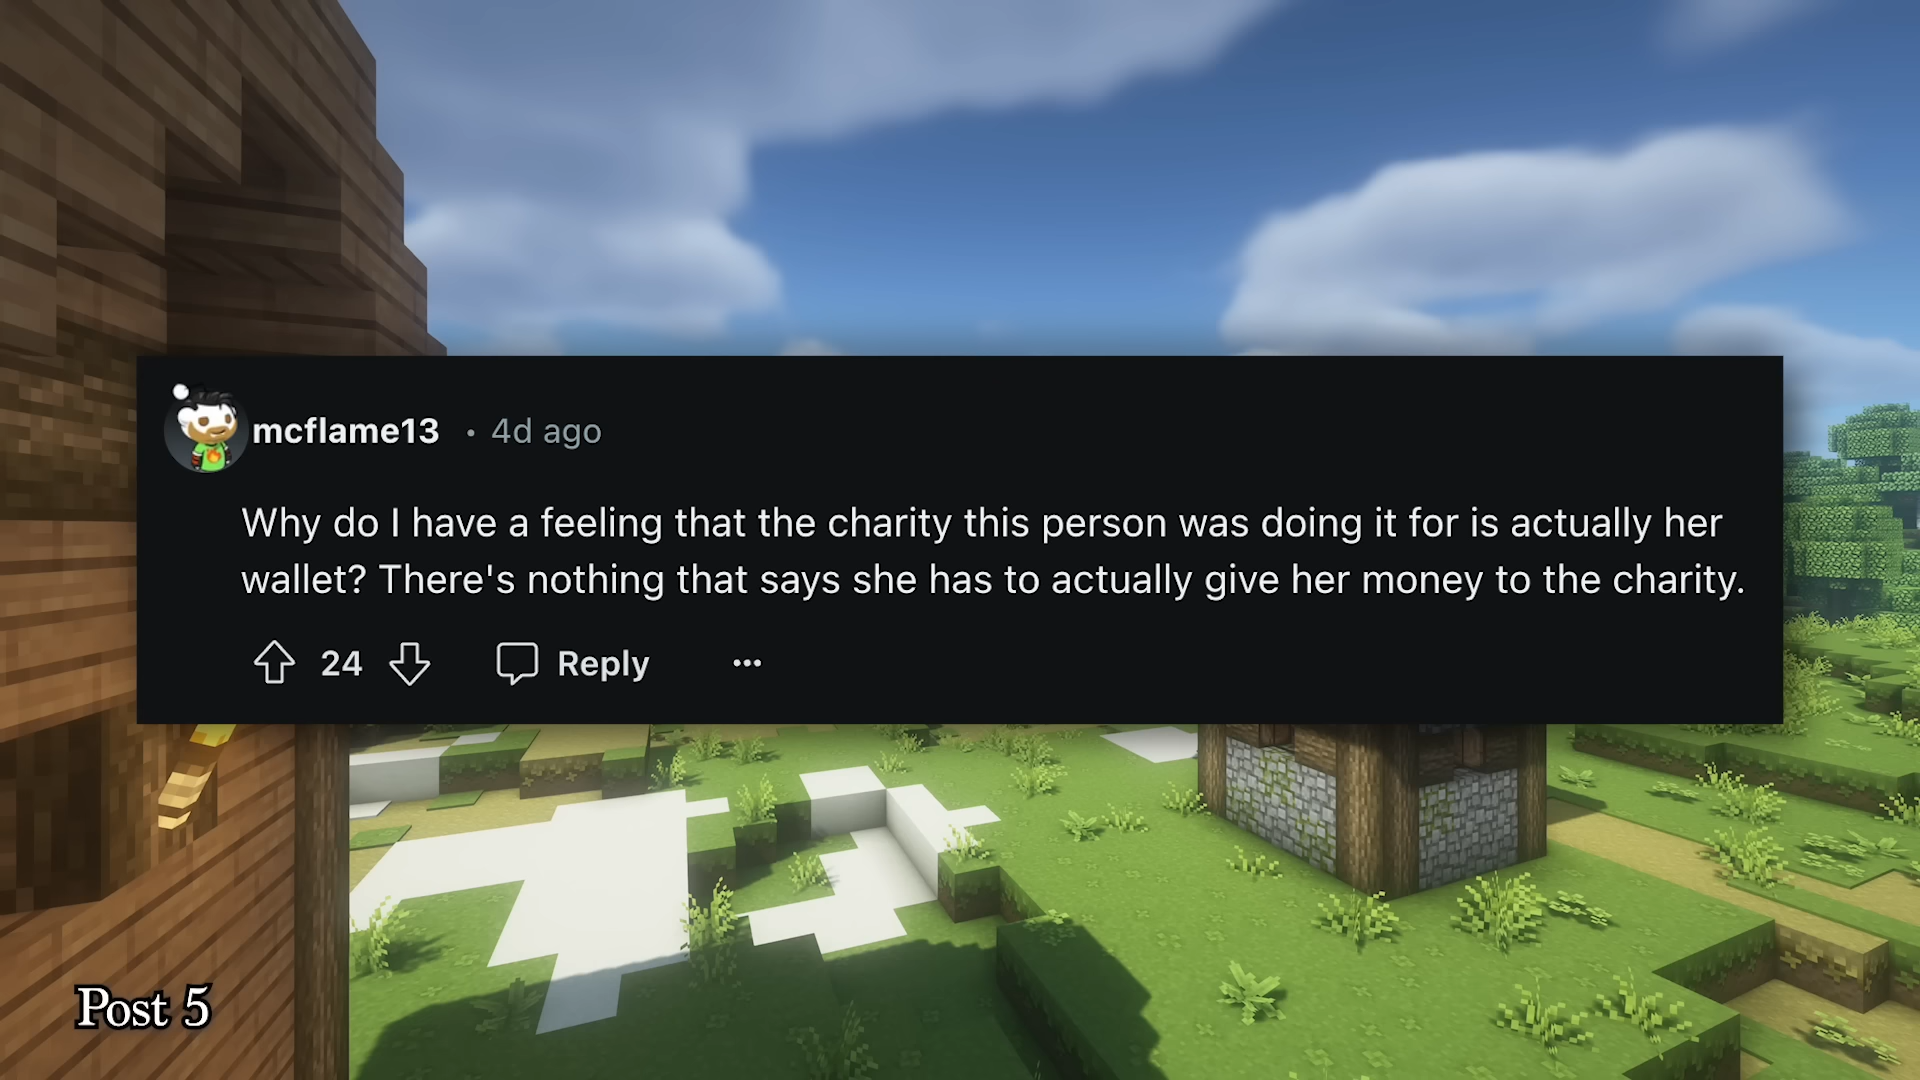 mcflame13 • 4d ago
Why do I have a feeling that the charity this person was doing it for is actually her
wallet? There's nothing that says she has to actually give her money to the charity.
24 Reply ...
Post 5